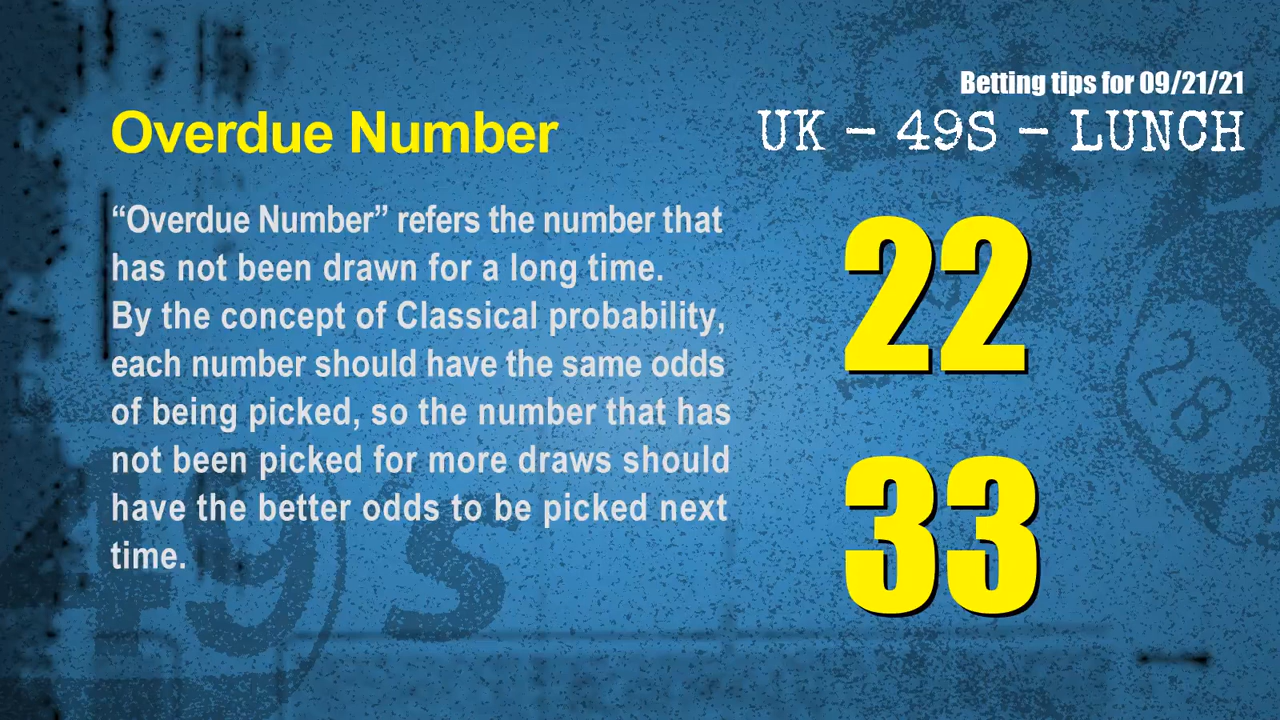 Betting tips for 09/21/21
UK - 49S - LUNCH
Overdue Number
“Overdue Number” refers the number that
has not been drawn for a long time.
By the concept of Classical probability,
each number should have the same odds
of being picked, so the number that has
not been picked for more draws should
have the better odds to be picked next
time.
22
33
28
49
s